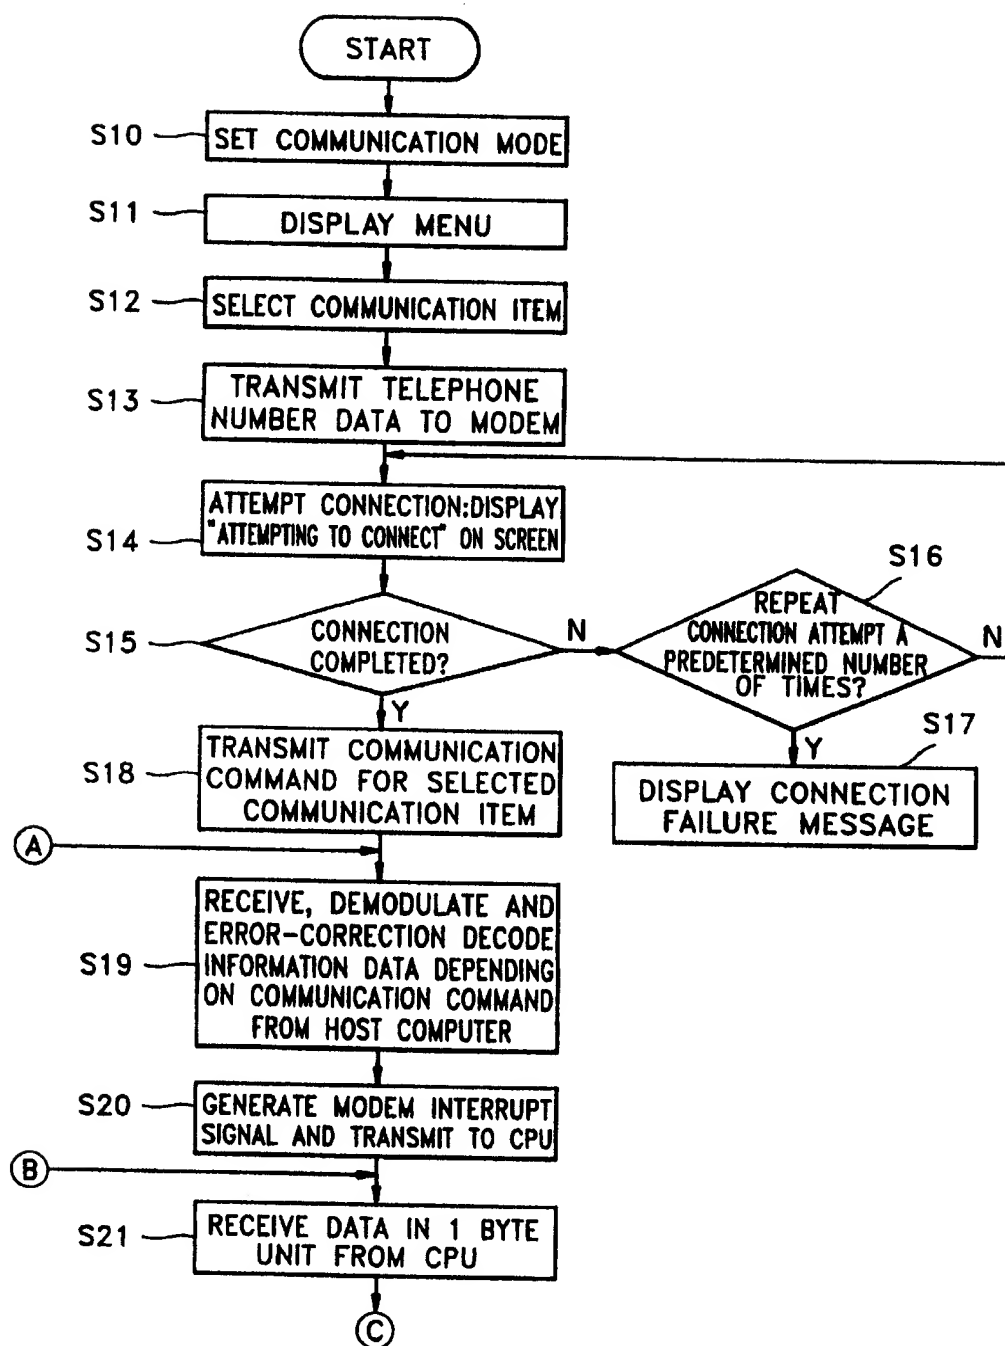 START
S10
SET COMMUNICATION MODE
S11
DISPLAY MENU
S12
SELECT COMMUNICATION ITEM
S13
TRANSMIT TELEPHONE
NUMBER DATA TO MODEM
S14
ATTEMPT CONNECTION:DISPLAY
"ATTEMPTING TO CONNECT" ON SCREEN
S15
CONNECTION
COMPLETED?
N
Y
S16
REPEAT
CONNECTION ATTEMPT A
PREDETERMINED NUMBER
OF TIMES?
N
Y
S17
DISPLAY CONNECTION
FAILURE MESSAGE
S18
TRANSMIT COMMUNICATION
COMMAND FOR SELECTED
COMMUNICATION ITEM
A
S19
RECEIVE, DEMODULATE AND
ERROR-CORRECTION DECODE
INFORMATION DATA DEPENDING
ON COMMUNICATION COMMAND
FROM HOST COMPUTER
S20
GENERATE MODEM INTERRUPT
SIGNAL AND TRANSMIT TO CPU
B
S21
RECEIVE DATA IN 1 BYTE
UNIT FROM CPU
C